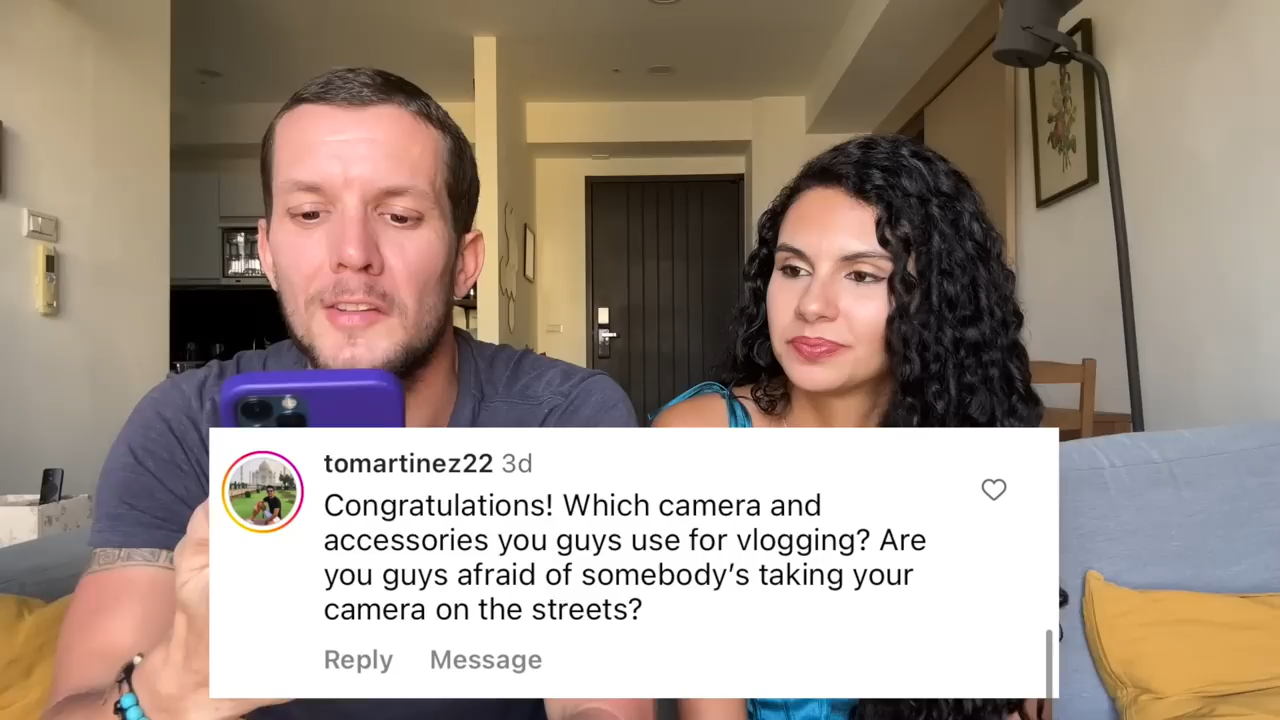 tomartinez22 3d
Congratulations! Which camera and
accessories you guys use for vlogging? Are
you guys afraid of somebody's taking your
camera on the streets?
Reply Message